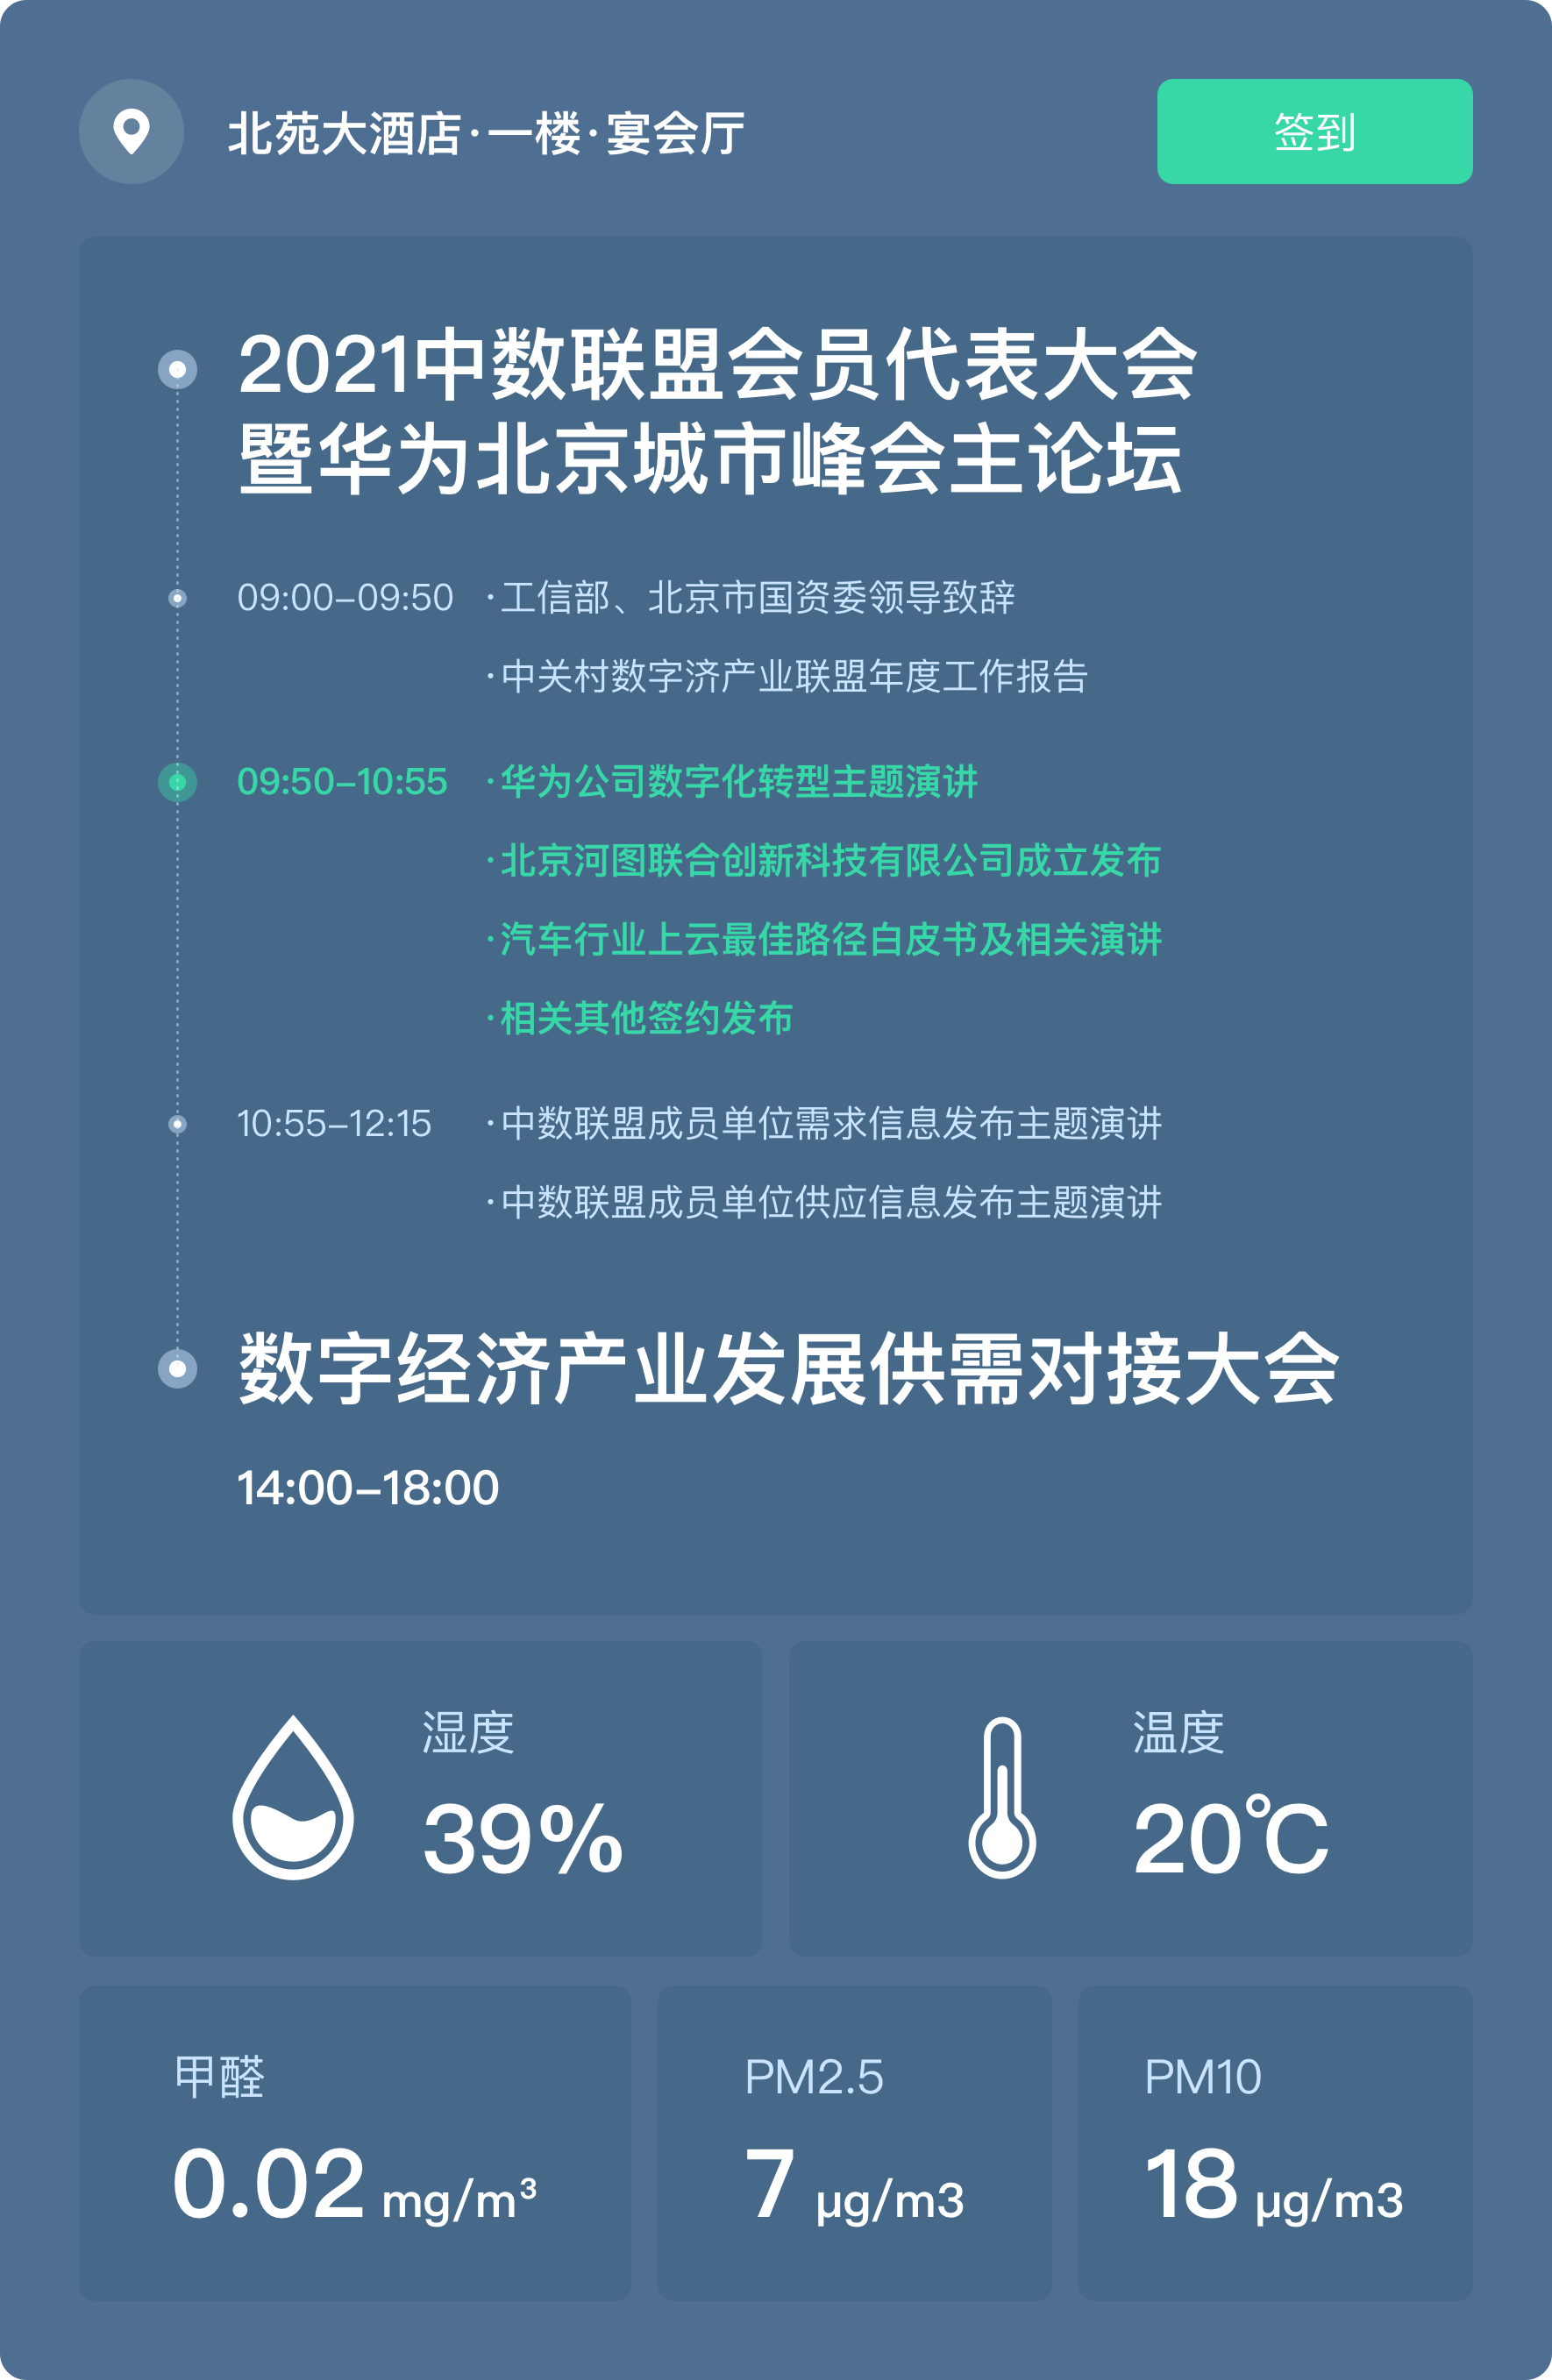 北苑大酒店·一楼·宴会厅
签到
2021中数联盟会员代表大会
暨华为北京城市峰会主论坛
09:00–09:50 ·工信部、北京市国资委领导致辞
·中关村数字济产业联盟年度工作报告
09:50–10:55 ·华为公司数字化转型主题演讲
·北京河图联合创新科技有限公司成立发布
·汽车行业上云最佳路径白皮书及相关演讲
·相关其他签约发布
10:55–12:15 ·中数联盟成员单位需求信息发布主题演讲
·中数联盟成员单位供应信息发布主题演讲
数字经济产业发展供需对接大会
14:00–18:00
湿度
39%
温度
20℃
甲醛
0.02 mg/m³
PM2.5
7 μg/m3
PM10
18 μg/m3